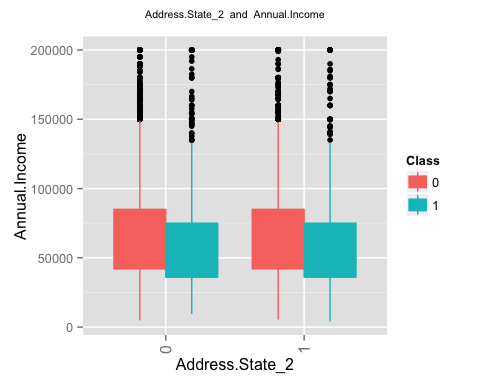 Address.State_2 and Annual.Income
200000
150000
100000
50000
0
Annual.Income
0
1
Address.State_2
Class
0
1